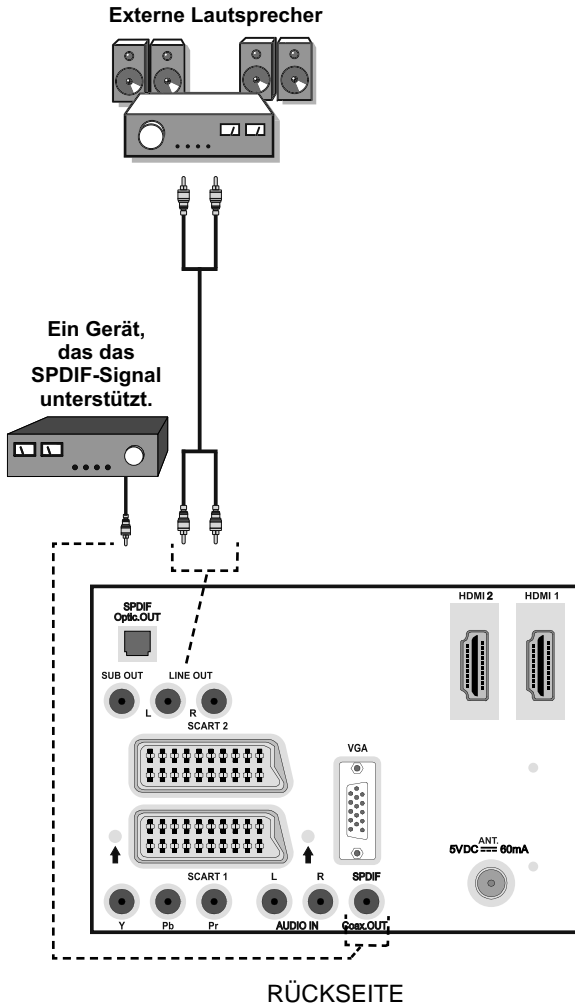 Externe Lautsprecher
Ein Gerät,
das das
SPDIF-Signal
unterstützt.
HDMI 2
HDMI 1
SPDIF
Optic.OUT
SUB OUT
LINE OUT
L
R
SCART 2
VGA
ANT.
5VDC 60mA
SCART 1
L
R
SPDIF
Y
Pb
Pr
AUDIO IN
Coax.OUT
RÜCKSEITE